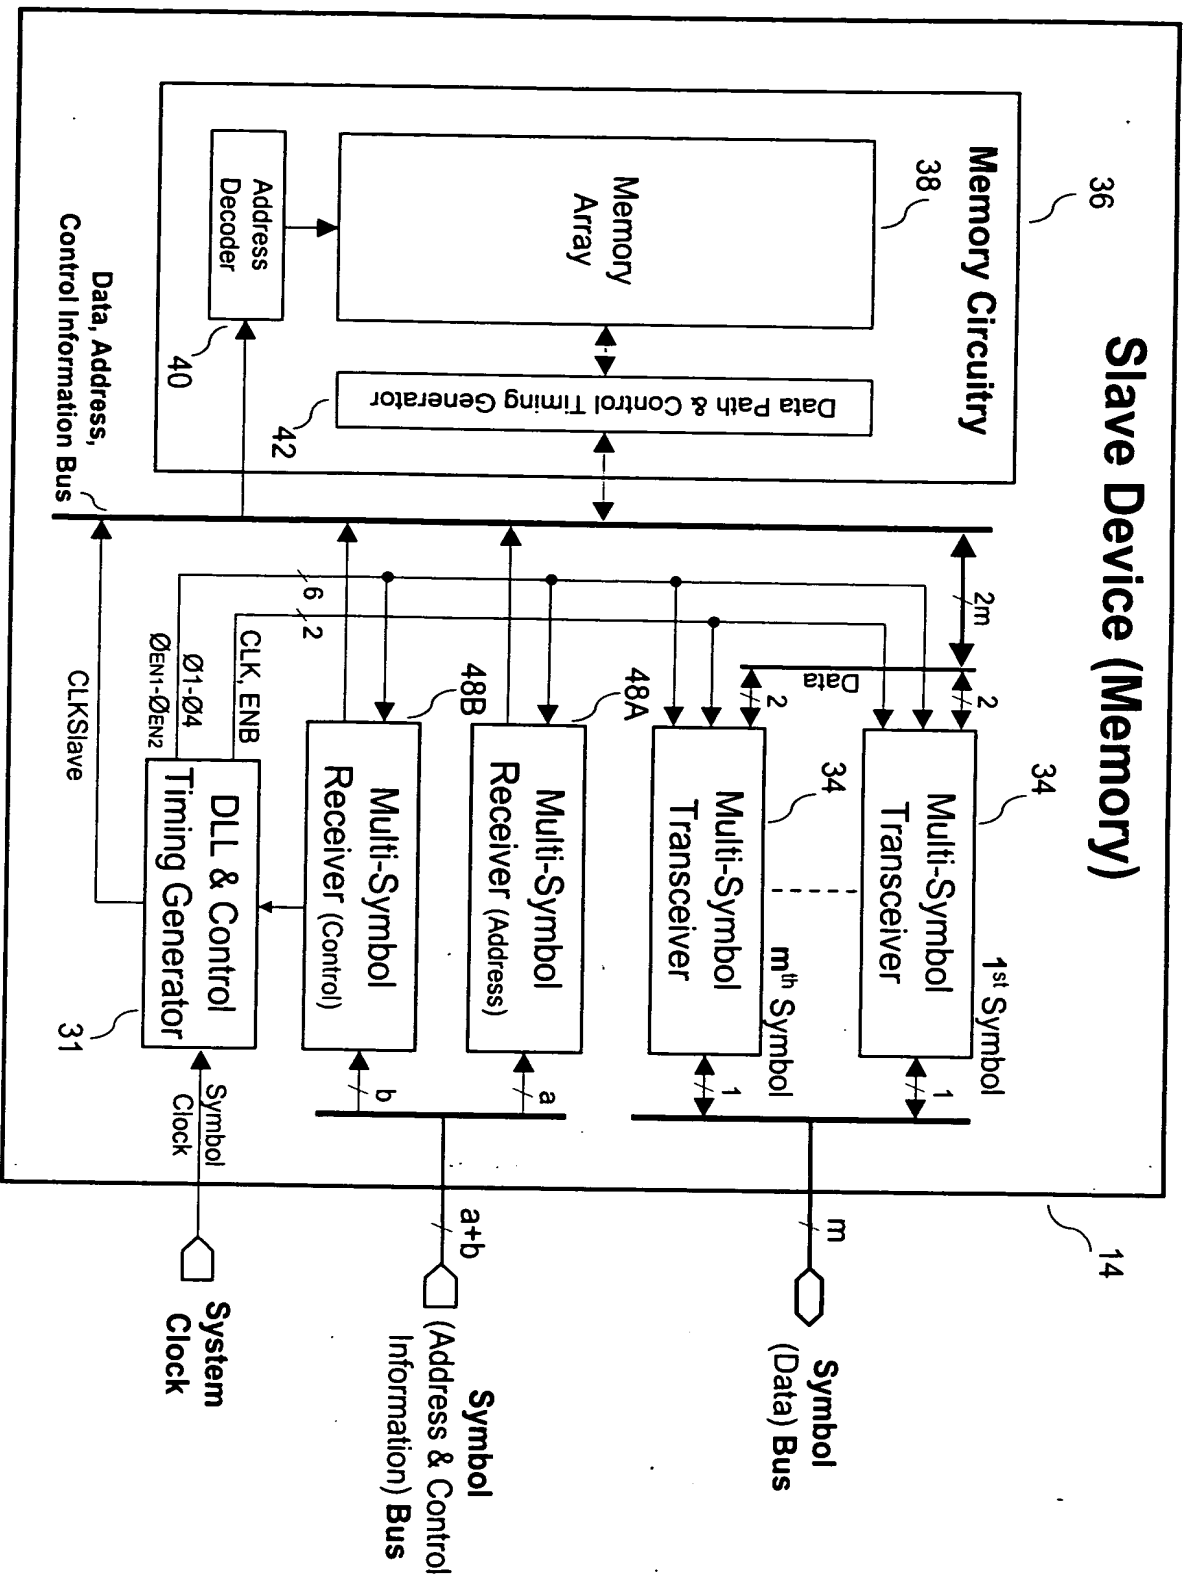 Slave Device (Memory)
14
36
Memory Circuitry
38
Memory
Array
Data Path & Control Timing Generator
42
Address
Decoder
40
Data, Address,
Control Information Bus
2m
Data
2
2
34
1st Symbol
Multi-Symbol
Transceiver
1
34
mth Symbol
Multi-Symbol
Transceiver
1
m
Symbol
(Data) Bus
48A
Multi-Symbol
Receiver (Address)
a
48B
Multi-Symbol
Receiver (Control)
b
a+b
Symbol
(Address & Control
Information) Bus
6
2
CLK, ENB
Ø1-Ø4
ØEN1-ØEN2
CLKSlave
DLL & Control
Timing Generator
31
Symbol
Clock
System
Clock